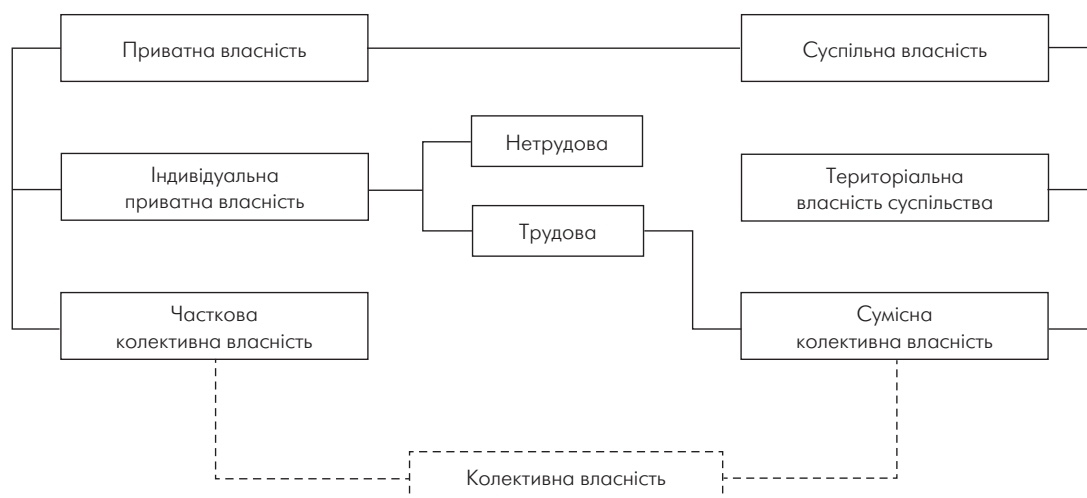 Приватна власність
Суспільна власність
Нетрудова
Індивідуальна
приватна власність
Територіальна
власність суспільства
Трудова
Часткова
колективна власність
Сумісна
колективна власність
Колективна власність